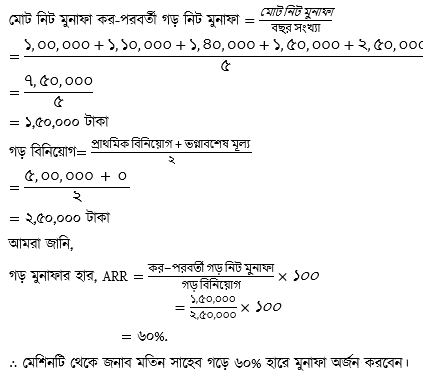 মোট নিট মুনাফা কর-পরবর্তী গড় নিট মুনাফা = মোট নিট মুনাফা / বছর সংখ্যা
= ১,০০,০০০ + ১,১০,০০০ + ১,৪০,০০০ + ১,৫০,০০০ + ২,৫০,০০০ / ৫
= ৭,৫০,০০০ / ৫
= ১,৫০,০০০ টাকা
গড় বিনিয়োগ= প্রাথমিক বিনিয়োগ + ভগ্নাবশেষ মূল্য / ২
= ৫,০০,০০০ + ০ / ২
= ২,৫০,০০০ টাকা
আমরা জানি,
গড় মুনাফার হার, ARR = কর–পরবর্তী গড় নিট মুনাফা / গড় বিনিয়োগ × ১০০
= ১,৫০,০০০ / ২,৫০,০০০ × ১০০
= ৬০%.
∴ মেশিনটি থেকে জনাব মতিন সাহেব গড়ে ৬০% হারে মুনাফা অর্জন করবেন।